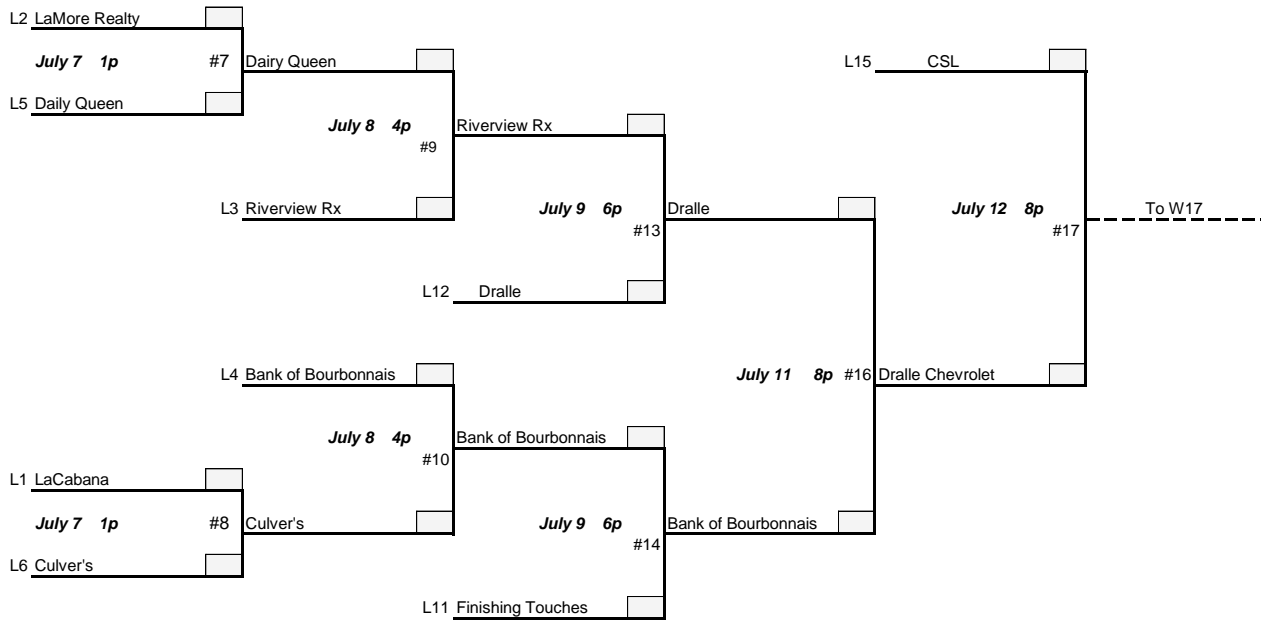 L2 LaMore Realty
July 7 1p #7 Dairy Queen L15 CSL
L5 Daily Queen
July 8 4p Riverview Rx
#9
L3 Riverview Rx July 9 6p Dralle July 12 8p To W17
#13 #17
L12 Dralle
L4 Bank of Bourbonnais July 11 8p #16 Dralle Chevrolet
July 8 4p Bank of Bourbonnais
#10
L1 LaCabana
July 7 1p #8 Culver's July 9 6p Bank of Bourbonnais
#14
L6 Culver's
L11 Finishing Touches